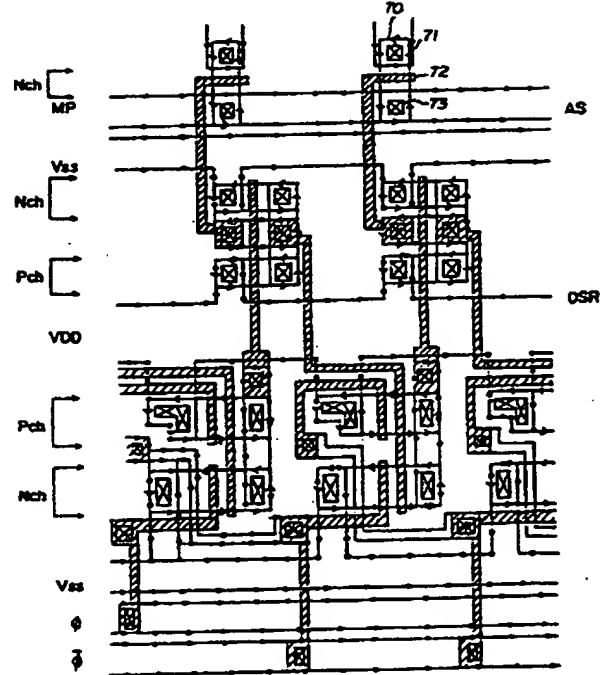 70
71
Nch
72
MP
73
AS
Vss
Nch
Pch
DSR
VDD
Pch
Nch
Vss
ϕ
ϕ̅